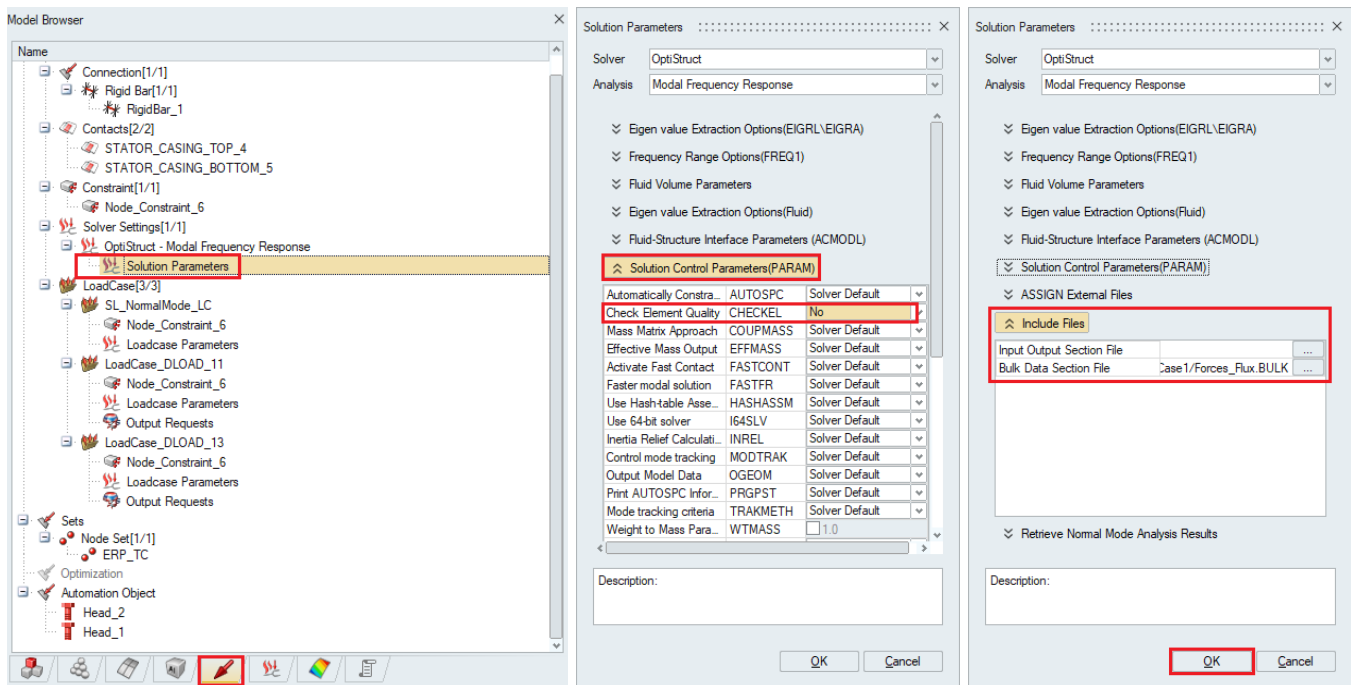 Model Browser
Name
Connection[1/1]
Rigid Bar[1/1]
RigidBar_1
Contacts[2/2]
STATOR_CASING_TOP_4
STATOR_CASING_BOTTOM_5
Constraint[1/1]
Node_Constraint_6
Solver Settings[1/1]
OptiStruct - Modal Frequency Response
Solution Parameters
LoadCase[3/3]
SL_NormalMode_LC
Node_Constraint_6
Loadcase Parameters
LoadCase_DLOAD_11
Node_Constraint_6
Loadcase Parameters
Output Requests
LoadCase_DLOAD_13
Node_Constraint_6
Loadcase Parameters
Output Requests
Sets
Node Set[1/1]
ERP_TC
Optimization
Automation Object
Head_2
Head_1
Solution Parameters
Solver OptiStruct
Analysis Modal Frequency Response
Eigen value Extraction Options(EIGRL\EIGRA)
Frequency Range Options(FREQ1)
Fluid Volume Parameters
Eigen value Extraction Options(Fluid)
Fluid-Structure Interface Parameters (ACMODL)
Solution Control Parameters(PARAM)
Automatically Constra... AUTOSPC Solver Default
Check Element Quality CHECKEL No
Mass Matrix Approach COUPMASS Solver Default
Effective Mass Output EFFMASS Solver Default
Activate Fast Contact FASTCONT Solver Default
Faster modal solution FASTFR Solver Default
Use Hash-table Asse... HASHASSM Solver Default
Use 64-bit solver I64SLV Solver Default
Inertia Relief Calculati... INREL Solver Default
Control mode tracking MODTRAK Solver Default
Output Model Data OGEOM Solver Default
Print AUTOSPC Infor... PRGPST Solver Default
Mode tracking criteria TRAKMETH Solver Default
Weight to Mass Para... WTMASS 1.0
Description:
OK Cancel
Solution Parameters
Solver OptiStruct
Analysis Modal Frequency Response
Eigen value Extraction Options(EIGRL\EIGRA)
Frequency Range Options(FREQ1)
Fluid Volume Parameters
Eigen value Extraction Options(Fluid)
Fluid-Structure Interface Parameters (ACMODL)
Solution Control Parameters(PARAM)
ASSIGN External Files
Include Files
Input Output Section File ...
Bulk Data Section File Case1/Forces_Flux.BULK ...
Retrieve Normal Mode Analysis Results
Description:
OK Cancel